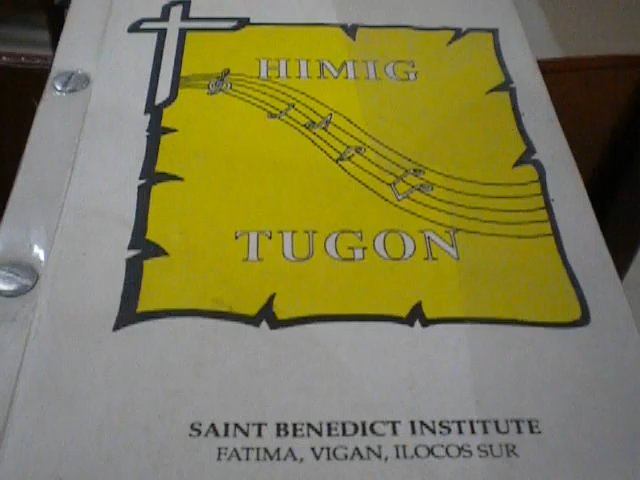 HIMIG
TUGON
SAINT BENEDICT INSTITUTE
FATIMA, VIGAN, ILOCOS SUR